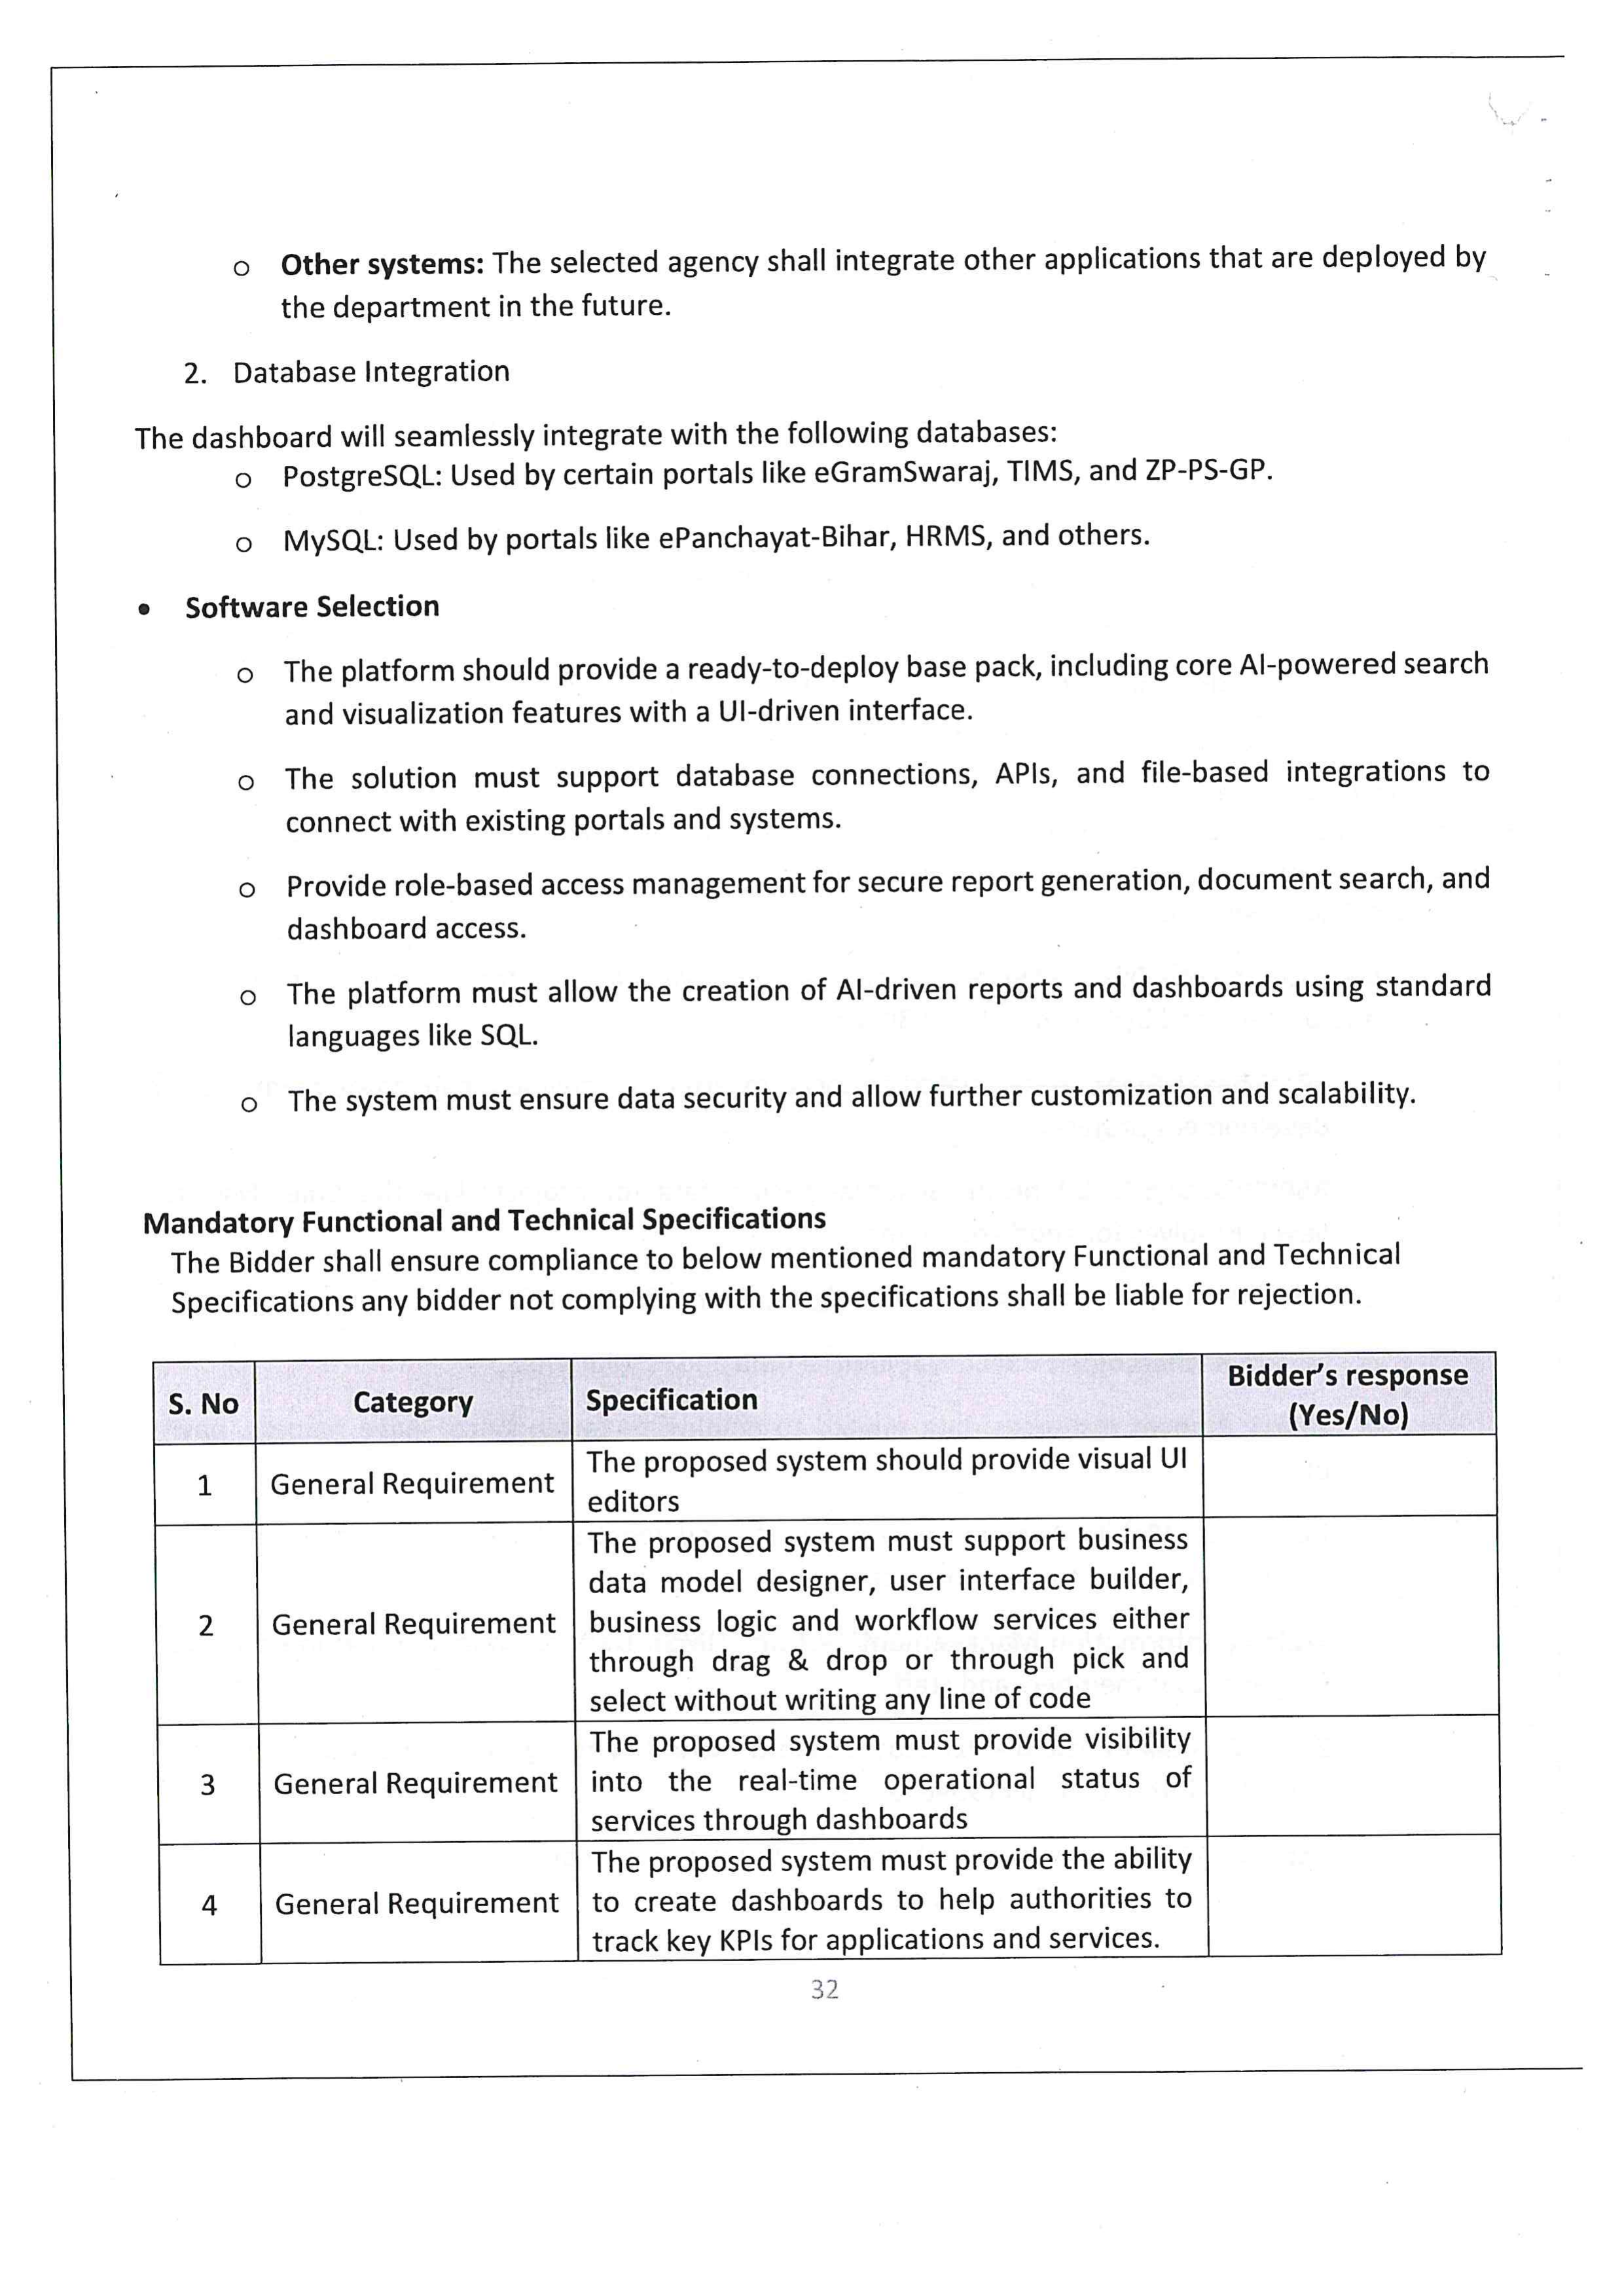 o Other systems: The selected agency shall integrate other applications that are deployed by
the department in the future.
2. Database Integration
The dashboard will seamlessly integrate with the following databases:
o PostgreSQL: Used by certain portals like eGramSwaraj, TIMS, and ZP-PS-GP.
o MySQL: Used by portals like ePanchayat-Bihar, HRMS, and others.
• Software Selection
o The platform should provide a ready-to-deploy base pack, including core AI-powered search
and visualization features with a UI-driven interface.
o The solution must support database connections, APIs, and file-based integrations to
connect with existing portals and systems.
o Provide role-based access management for secure report generation, document search, and
dashboard access.
o The platform must allow the creation of AI-driven reports and dashboards using standard
languages like SQL.
o The system must ensure data security and allow further customization and scalability.
Mandatory Functional and Technical Specifications
The Bidder shall ensure compliance to below mentioned mandatory Functional and Technical
Specifications any bidder not complying with the specifications shall be liable for rejection.
S. No Category Specification Bidder's response
(Yes/No)
1 General Requirement The proposed system should provide visual UI
editors
2 General Requirement The proposed system must support business
data model designer, user interface builder,
business logic and workflow services either
through drag & drop or through pick and
select without writing any line of code
3 General Requirement The proposed system must provide visibility
into the real-time operational status of
services through dashboards
4 General Requirement The proposed system must provide the ability
to create dashboards to help authorities to
track key KPIs for applications and services.
32